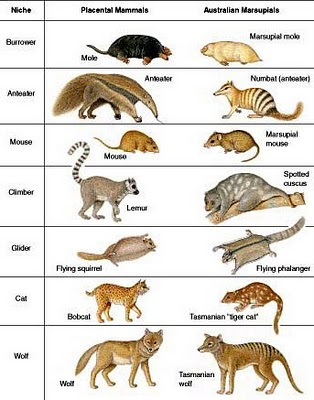 Niche Placental Mammals Australian Marsupials
Burrower
Mole
Marsupial mole
Anteater
Anteater
Numbat (anteater)
Mouse
Mouse
Marsupial
mouse
Climber
Lemur
Spotted
cuscus
Glider
Flying squirrel
Flying phalanger
Cat
Bobcat
Tasmanian "tiger cat"
Wolf
Wolf
Tasmanian
wolf